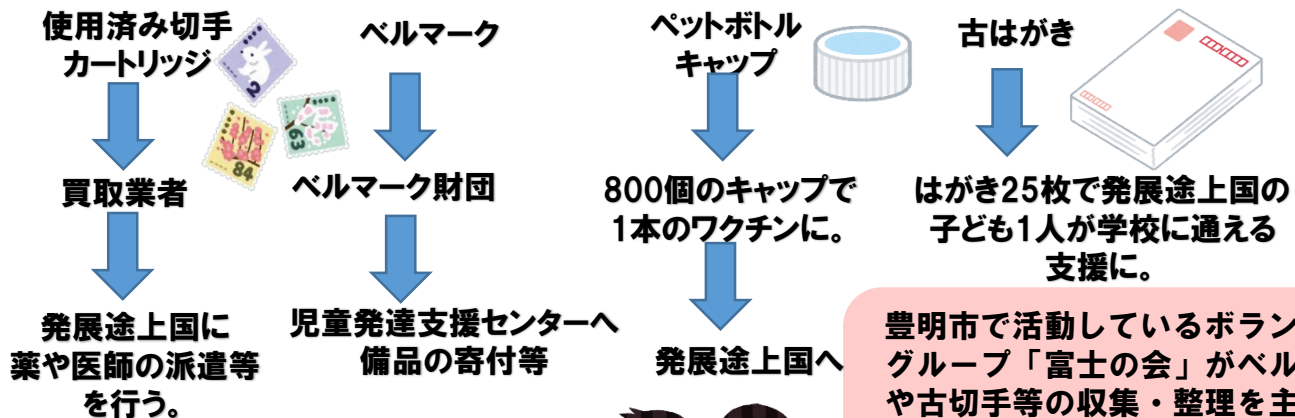 使用済み切手
カートリッジ
買取業者
発展途上国に
薬や医師の派遣等
を行う。
ベルマーク
ベルマーク財団
児童発達支援センターへ
備品の寄付等
ペットボトル
キャップ
800個のキャップで
1本のワクチンに。
発展途上国へ
古はがき
はがき25枚で発展途上国の
子ども1人が学校に通える
支援に。
豊明市で活動しているボラン
グループ「富士の会」がベル
や古切手等の収集・整理を主
2
63
84